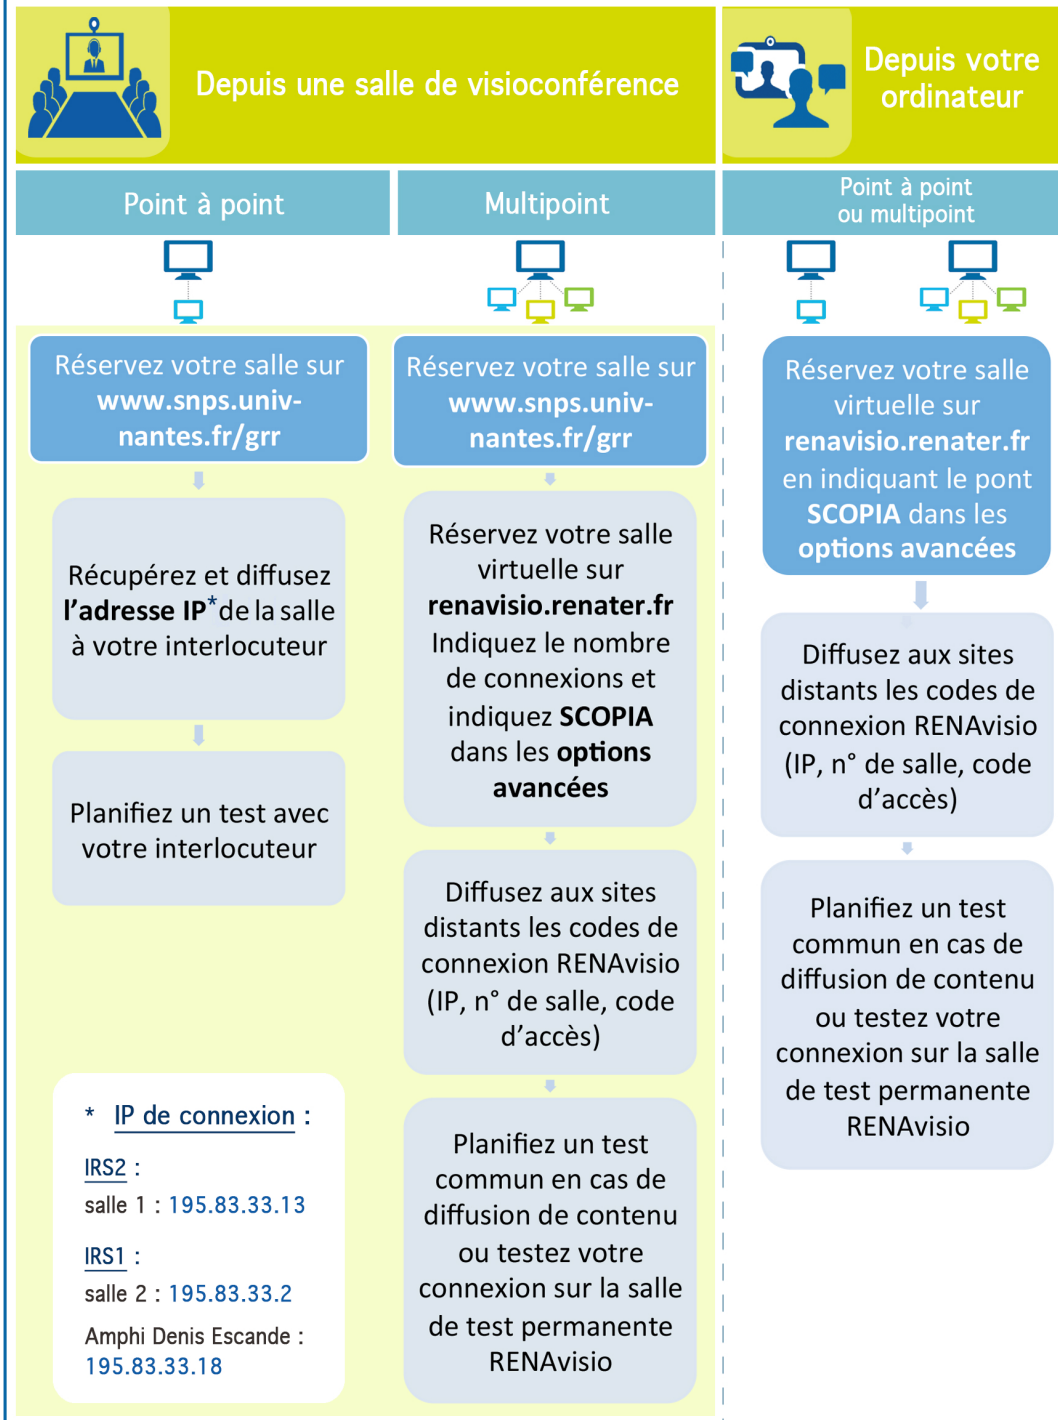 Depuis une salle de visioconférence
Depuis votre
ordinateur
Point à point
Multipoint
Point à point
ou multipoint
Réservez votre salle sur
www.snps.univ-
nantes.fr/grr
Récupérez et diffusez
l'adresse IP* de la salle
à votre interlocuteur
Planifiez un test avec
votre interlocuteur
* IP de connexion :
IRS2 :
salle 1 : 195.83.33.13
IRS1 :
salle 2 : 195.83.33.2
Amphi Denis Escande :
195.83.33.18
Réservez votre salle sur
www.snps.univ-
nantes.fr/grr
Réservez votre salle
virtuelle sur
renavisio.renater.fr
Indiquez le nombre
de connexions et
indiquez SCOPIA
dans les options
avancées
Diffusez aux sites
distants les codes de
connexion RENAvisio
(IP, n° de salle, code
d'accès)
Planifiez un test
commun en cas de
diffusion de contenu
ou testez votre
connexion sur la salle
de test permanente
RENAvisio
Réservez votre salle
virtuelle sur
renavisio.renater.fr
en indiquant le pont
SCOPIA dans les
options avancées
Diffusez aux sites
distants les codes de
connexion RENAvisio
(IP, n° de salle, code
d'accès)
Planifiez un test
commun en cas de
diffusion de contenu
ou testez votre
connexion sur la salle
de test permanente
RENAvisio